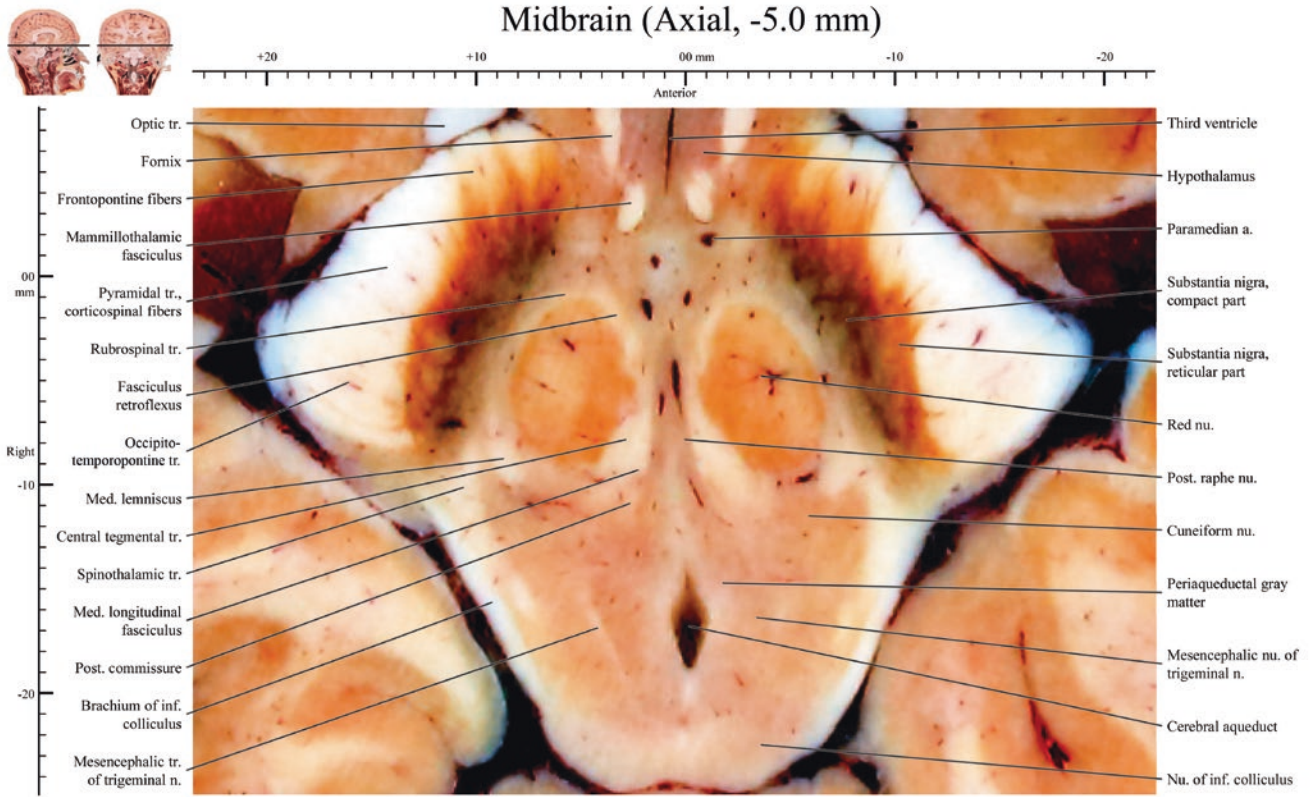 Midbrain (Axial, -5.0 mm)
+20
+10
00 mm
-10
-20
Anterior
Optic tr.
Fornix
Frontopontine fibers
Mammillothalamic
fasciculus
00
mm
Pyramidal tr.,
corticospinal fibers
Rubrospinal tr.
Fasciculus
retroflexus
Occipito-
temporopontine tr.
Right
-10
Med. lemniscus
Central tegmental tr.
Spinothalamic tr.
Med. longitudinal
fasciculus
Post. commissure
-20
Brachium of inf.
colliculus
Mesencephalic tr.
of trigeminal n.
Third ventricle
Hypothalamus
Paramedian a.
Substantia nigra,
compact part
Substantia nigra,
reticular part
Red nu.
Post. raphe nu.
Cuneiform nu.
Periaqueductal gray
matter
Mesencephalic nu. of
trigeminal n.
Cerebral aqueduct
Nu. of inf. colliculus